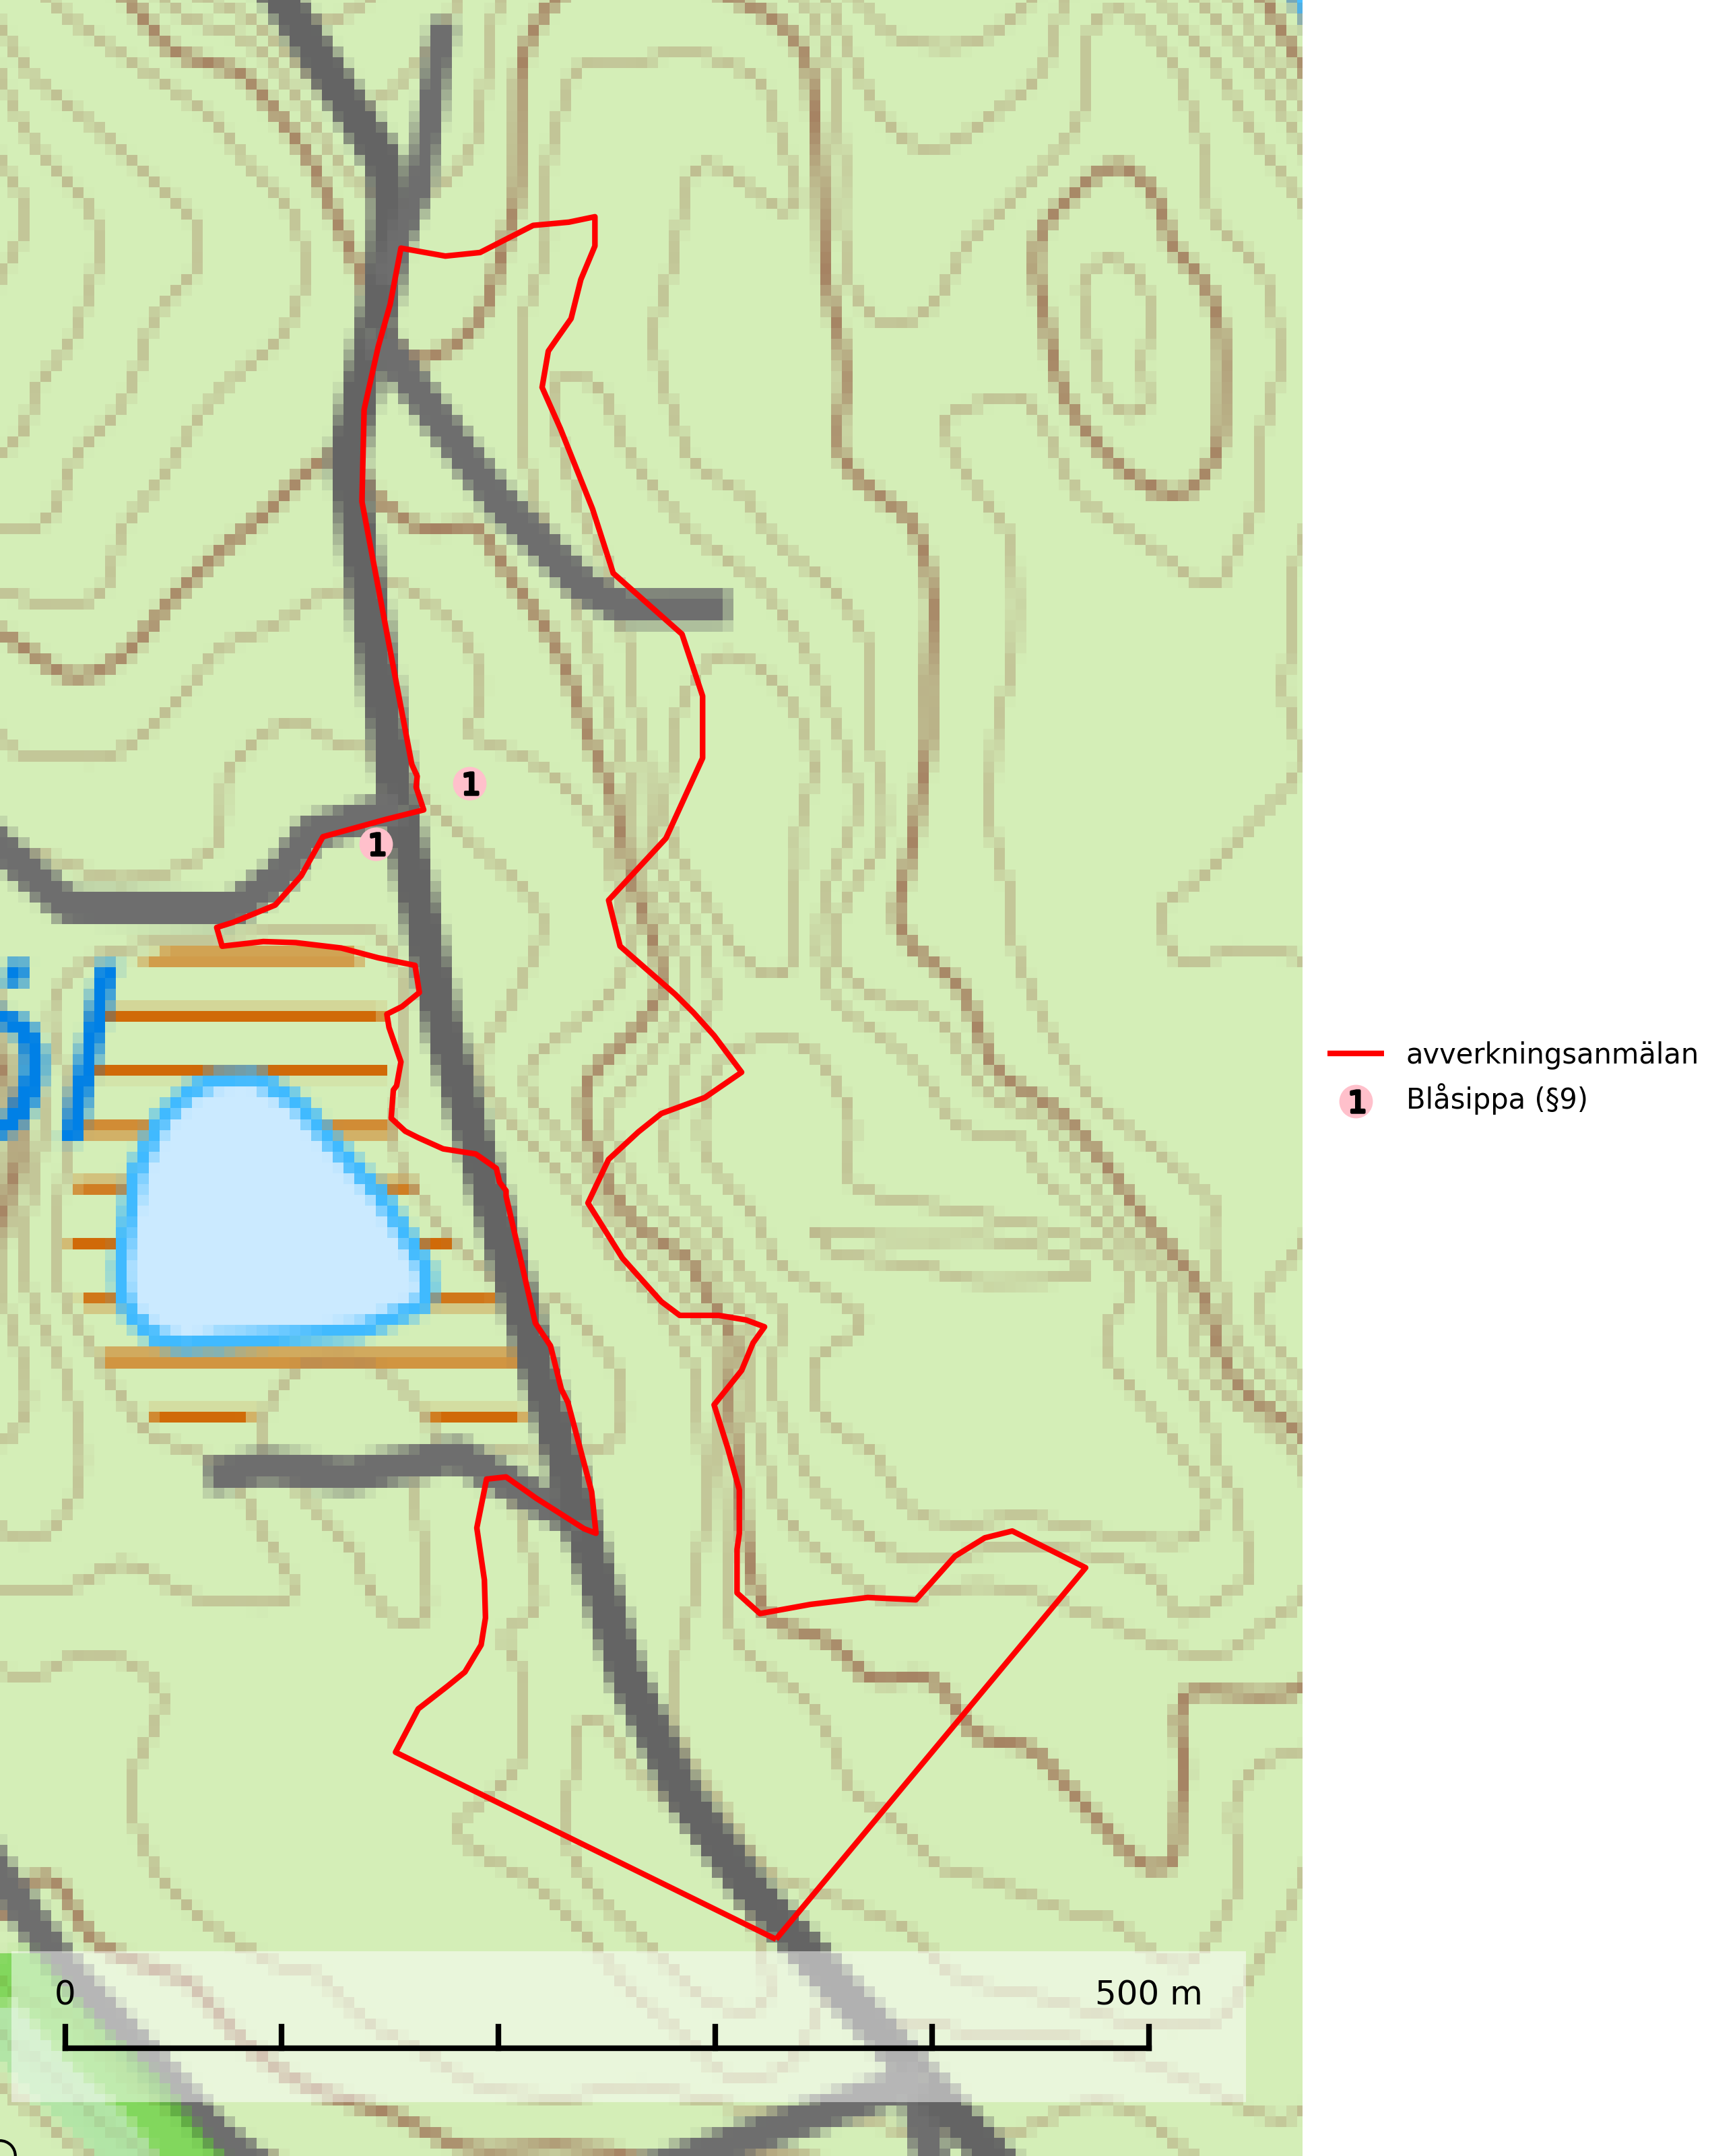 1
1
avverkningsanmälan
1 Blåsippa (§9)
0 500 m